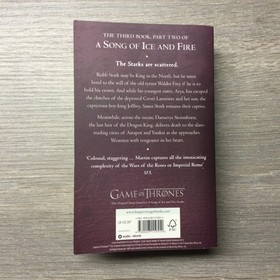 THE THIRD BOOK, PART TWO OF
A SONG OF ICE AND FIRE
The Starks are scattered.
Robb Stark may be King in the North, but he must bend
to the will of the old tyrant Walder Frey if he is to
hold his crown. And while his youngest sister, Arya, has escaped
the clutches of the depraved Cersei Lannister and her son, the
capricious boy-king Joffrey, Sansa Stark remains their captive.
Meanwhile, across the ocean, Daenerys Stormborn,
the last heir of the Dragon King, delivers death to the slave-
trading cities of Astapor and Yunkai as she approaches
Westeros with vengeance in her heart.
'Colossal, staggering ... Martin captures all the intoxicating
complexity of the Wars of the Roses or Imperial Rome'
SFX
GAME OF THRONES
FSC